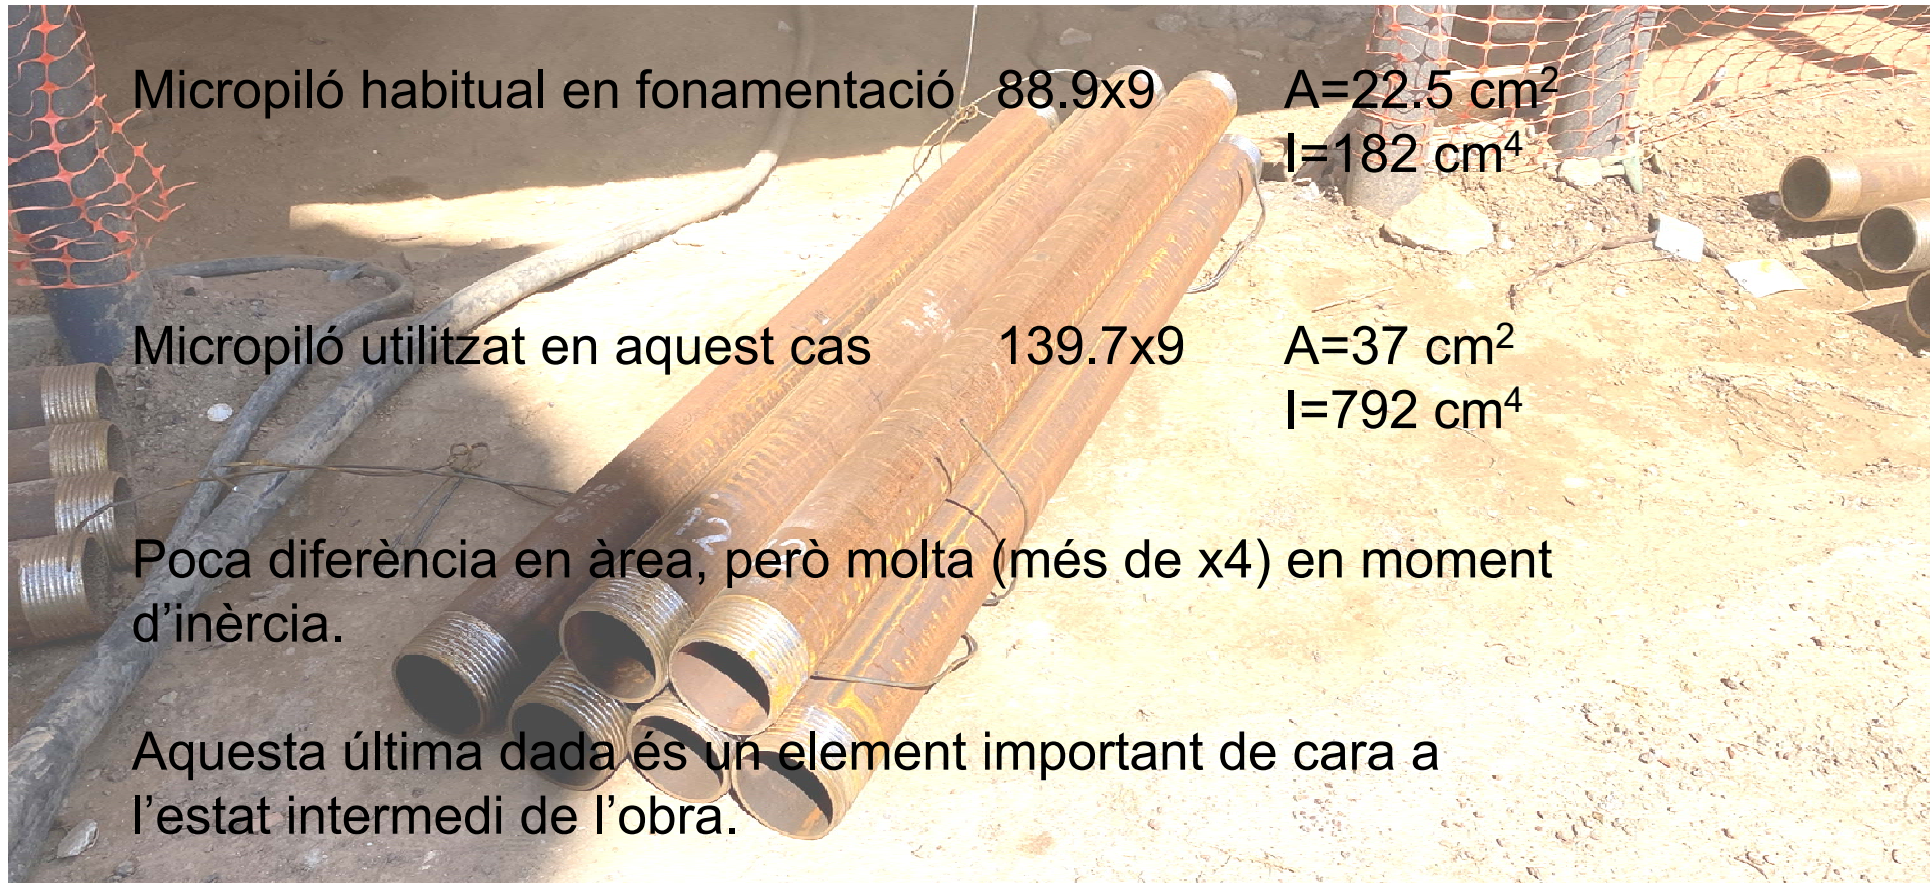 Micropiló habitual en fonamentació 88.9x9 A=22.5 cm²
I=182 cm⁴
Micropiló utilitzat en aquest cas 139.7x9 A=37 cm²
I=792 cm⁴
Poca diferència en àrea, però molta (més de x4) en moment
d’inèrcia.
Aquesta última dada és un element important de cara a
l’estat intermedi de l’obra.
12